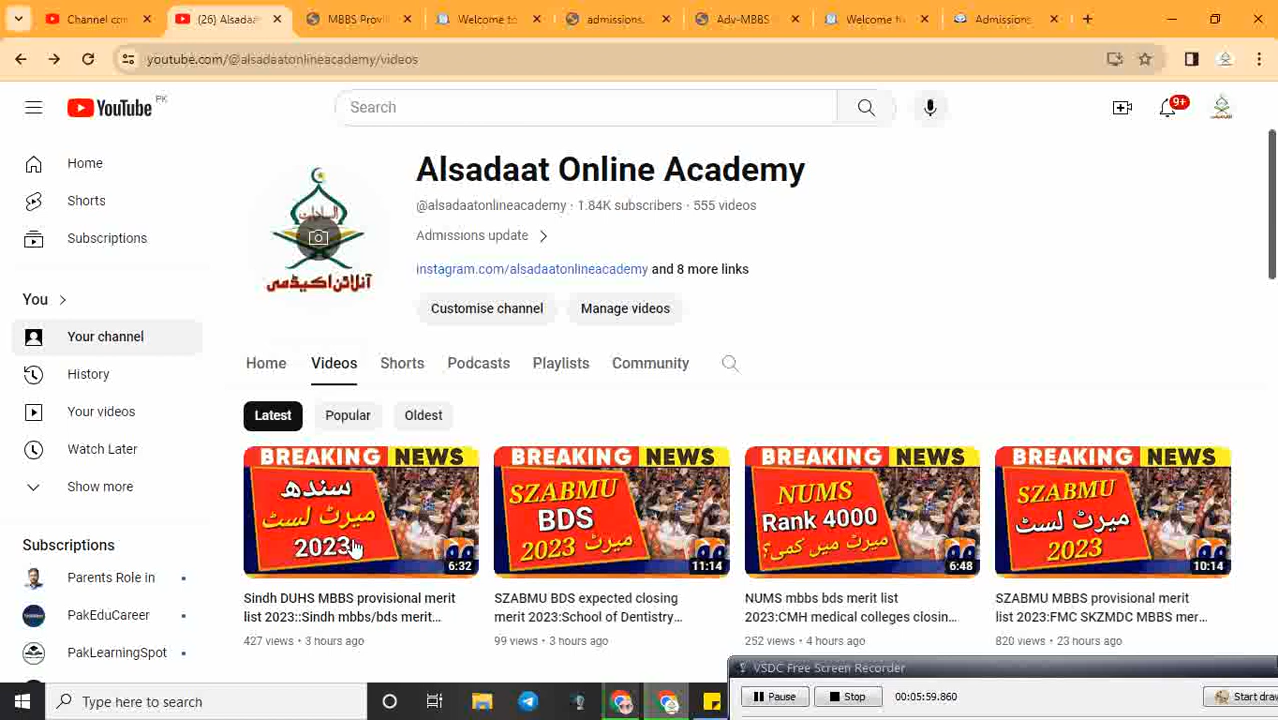 Channel con
(26) Alsadaa
MBBS Provi
Welcome to
admissions.
Adv-MBBS
Welcome to
Admissions
youtube.com/@alsadaatonlineacademy/videos
YouTube PK
Search
9+
Home
Shorts
Subscriptions
You
Your channel
History
Your videos
Watch Later
Show more
Subscriptions
Parents Role in
PakEduCareer
PakLearningSpot
السادات
آنلائن اکیڈمی
Alsadaat Online Academy
@alsadaatonlineacademy · 1.84K subscribers · 555 videos
Admissions update
instagram.com/alsadaatonlineacademy and 8 more links
Customise channel
Manage videos
Home Videos Shorts Podcasts Playlists Community
Latest Popular Oldest
BREAKING NEWS
سندھ
میرٹ لسٹ
2023
6:32
BREAKING NEWS
SZABMU
BDS
میرٹ 2023
11:14
BREAKING NEWS
NUMS
Rank 4000
میرٹ میں کمی؟
6:48
BREAKING NEWS
SZABMU
میرٹ لسٹ
2023
10:14
Sindh DUHS MBBS provisional merit
list 2023::Sindh mbbs/bds merit...
427 views · 3 hours ago
SZABMU BDS expected closing
merit 2023:School of Dentistry...
99 views · 3 hours ago
NUMS mbbs bds merit list
2023:CMH medical colleges closin...
252 views · 4 hours ago
SZABMU MBBS provisional merit
list 2023:FMC SKZMDC MBBS mer...
820 views · 23 hours ago
VSDC Free Screen Recorder
Pause
Stop
00:05:59.860
Start dra
Type here to search